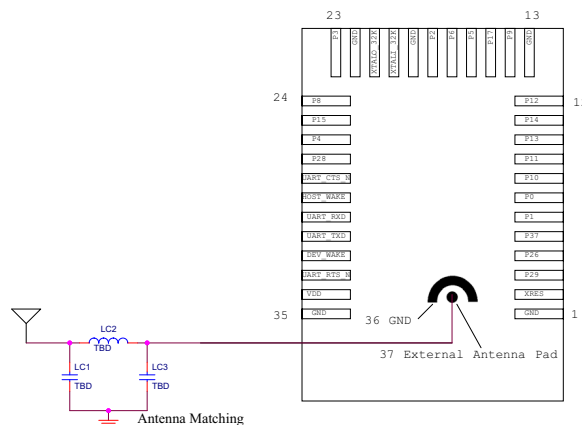 23
13
P3
GND
XTALO_32K
XTALI_32K
GND
P2
P6
P5
P17
P9
GND
24
P8
P12
P15
P14
P4
P13
P28
P11
UART_CTS_N
P10
HOST_WAKE
P0
UART_RXD
P1
UART_TXD
P37
DEV_WAKE
P26
UART_RTS_N
P29
VDD
XRES
35
GND
36 GND
GND
1
37 External Antenna Pad
LC2
TBD
LC1
TBD
LC3
TBD
Antenna Matching